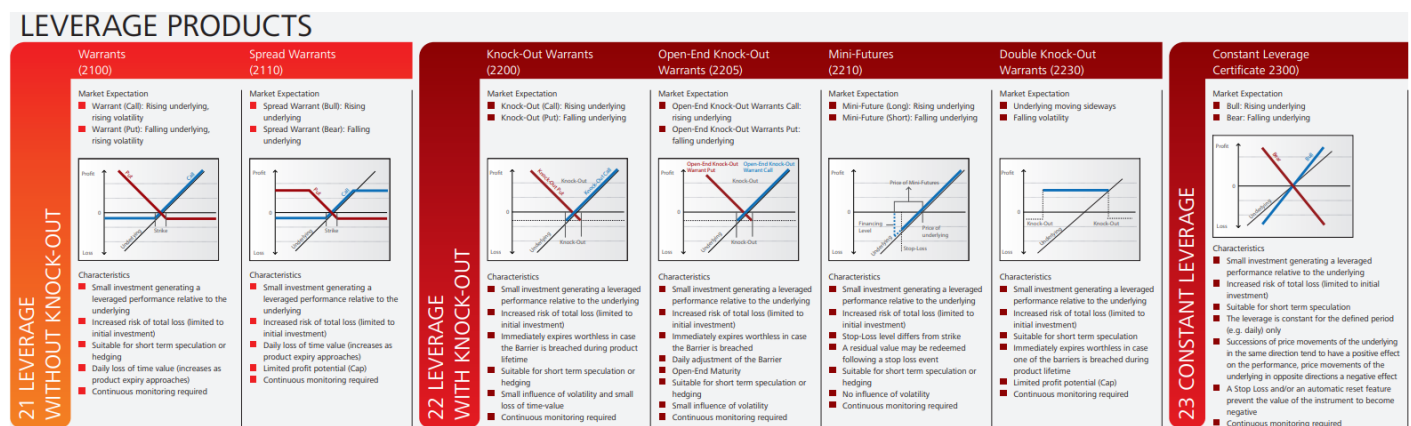 LEVERAGE PRODUCTS
21 LEVERAGE
WITHOUT KNOCK-OUT
Warrants
(2100)
Market Expectation
Warrant (Call): Rising underlying,
rising volatility
Warrant (Put): Falling underlying,
rising volatility
Profit
0
Loss
Put
Call
Underlying
Strike
Characteristics
Small investment generating a
leveraged performance relative to the
underlying
Increased risk of total loss (limited to
initial investment)
Suitable for short term speculation or
hedging
Daily loss of time value (increases as
product expiry approaches)
Continuous monitoring required
Spread Warrants
(2110)
Market Expectation
Spread Warrant (Bull): Rising
underlying
Spread Warrant (Bear): Falling
underlying
Profit
0
Loss
Put
Call
Underlying
Strike
Characteristics
Small investment generating a
leveraged performance relative to the
underlying
Increased risk of total loss (limited to
initial investment)
Daily loss of time value (increases as
product expiry approaches)
Limited profit potential (Cap)
Continuous monitoring required
22 LEVERAGE
WITH KNOCK-OUT
Knock-Out Warrants
(2200)
Market Expectation
Knock-Out (Call): Rising underlying
Knock-Out (Put): Falling underlying
Profit
0
Loss
Knock-Out Put
Knock-Out
Knock-Out Call
Underlying
Knock-Out
Characteristics
Small investment generating a leveraged
performance relative to the underlying
Increased risk of total loss (limited to
initial investment)
Immediately expires worthless in case
the Barrier is breached during product
lifetime
Suitable for short term speculation or
hedging
Small influence of volatility and small
loss of time-value
Continuous monitoring required
Open-End Knock-Out
Warrants (2205)
Market Expectation
Open-End Knock-Out Warrants Call:
rising underlying
Open-End Knock-Out Warrants Put:
falling underlying
Open-End Knock-Out
Warrant Put
Open-End Knock-Out
Warrant Call
Profit
0
Loss
Knock-Out
Underlying
Knock-Out
Characteristics
Small investment generating a leveraged
performance relative to the underlying
Increased risk of total loss (limited to
initial investment)
Immediately expires worthless in case
the Barrier is breached
Daily adjustment of the Barrier
Open-End Maturity
Suitable for short term speculation or
hedging
Small influence of volatility
Continuous monitoring required
Mini-Futures
(2210)
Market Expectation
Mini-Future (Long): Rising underlying
Mini-Future (Short): Falling underlying
Profit
0
Loss
Price of Mini-Futures
Financing
Level
Price of
underlying
Underlying
Stop-Loss
Characteristics
Small investment generating a leveraged
performance relative to the underlying
Increased risk of total loss (limited to
initial investment)
Stop-Loss level differs from strike
A residual value may be redeemed
following a stop loss event
Suitable for short term speculation or
hedging
No influence of volatility
Continuous monitoring required
Double Knock-Out
Warrants (2230)
Market Expectation
Underlying moving sideways
Falling volatility
Profit
0
Loss
Knock-Out
Knock-Out
Underlying
Characteristics
Small investment generating a leveraged
performance relative to the underlying
Increased risk of total loss (limited to
initial investment)
Suitable for short term speculation
Immediately expires worthless in case
one of the barriers is breached during
product lifetime
Limited profit potential (Cap)
Continuous monitoring required
23 CONSTANT LEVERAGE
Constant Leverage
Certificate 2300)
Market Expectation
Bull: Rising underlying
Bear: Falling underlying
Profit
0
Loss
Bear
Bull
Underlying
Characteristics
Small investment generating a leveraged
performance relative to the underlying
Increased risk of total loss (limited to initial
investment)
Suitable for short term speculation
The leverage is constant for the defined period
(e.g. daily) only
Successions of price movements of the underlying
in the same direction tend to have a positive effect
on the performance, price movements of the
underlying in opposite directions a negative effect
A Stop Loss and/or an automatic reset feature
prevent the value of the instrument to become
negative
Continuous monitoring required